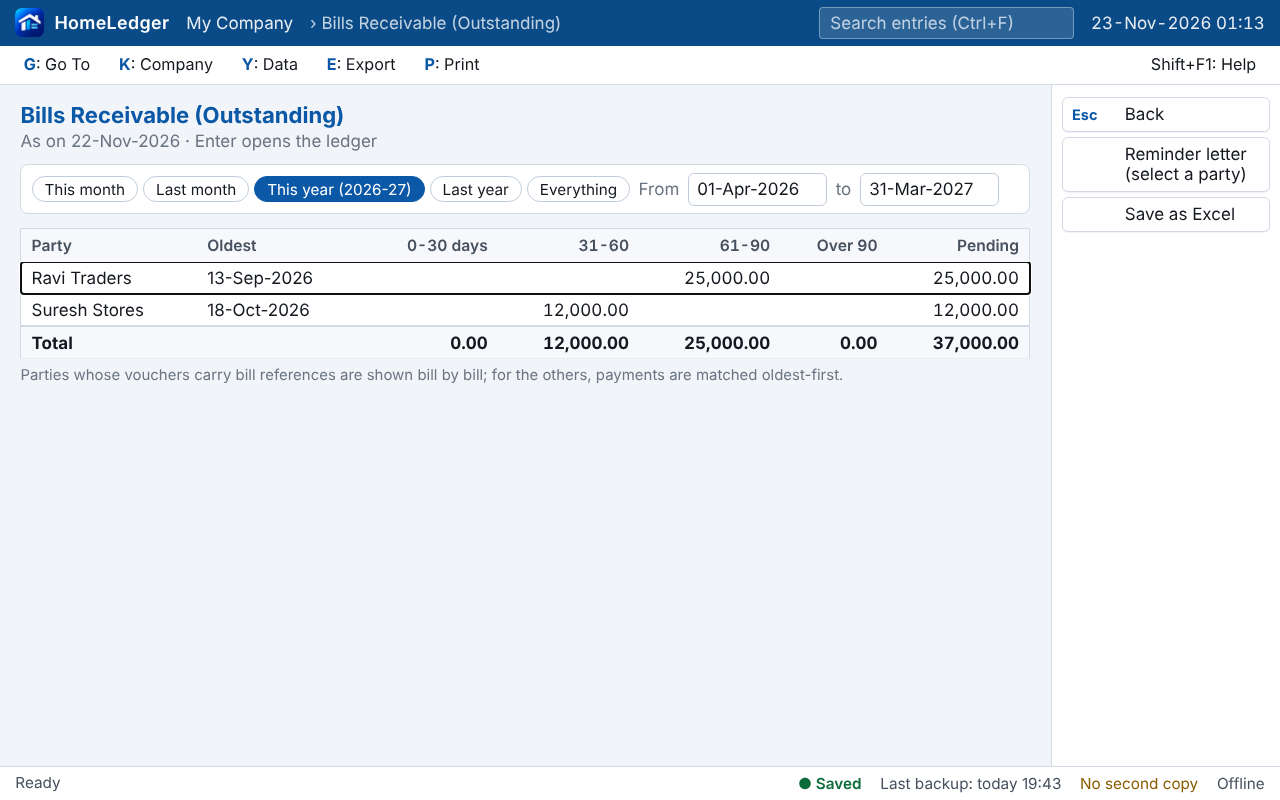 HomeLedger My Company › Bills Receivable (Outstanding) Search entries (Ctrl+F) 23-Nov-2026 01:13
G: Go To K: Company Y: Data E: Export P: Print Shift+F1: Help
Bills Receivable (Outstanding)
As on 22-Nov-2026 · Enter opens the ledger
This month Last month This year (2026-27) Last year Everything From 01-Apr-2026 to 31-Mar-2027
Party Oldest 0-30 days 31-60 61-90 Over 90 Pending
Ravi Traders 13-Sep-2026 25,000.00 25,000.00
Suresh Stores 18-Oct-2026 12,000.00 12,000.00
Total 0.00 12,000.00 25,000.00 0.00 37,000.00
Parties whose vouchers carry bill references are shown bill by bill; for the others, payments are matched oldest-first.
Esc Back
Reminder letter
(select a party)
Save as Excel
Ready Saved Last backup: today 19:43 No second copy Offline